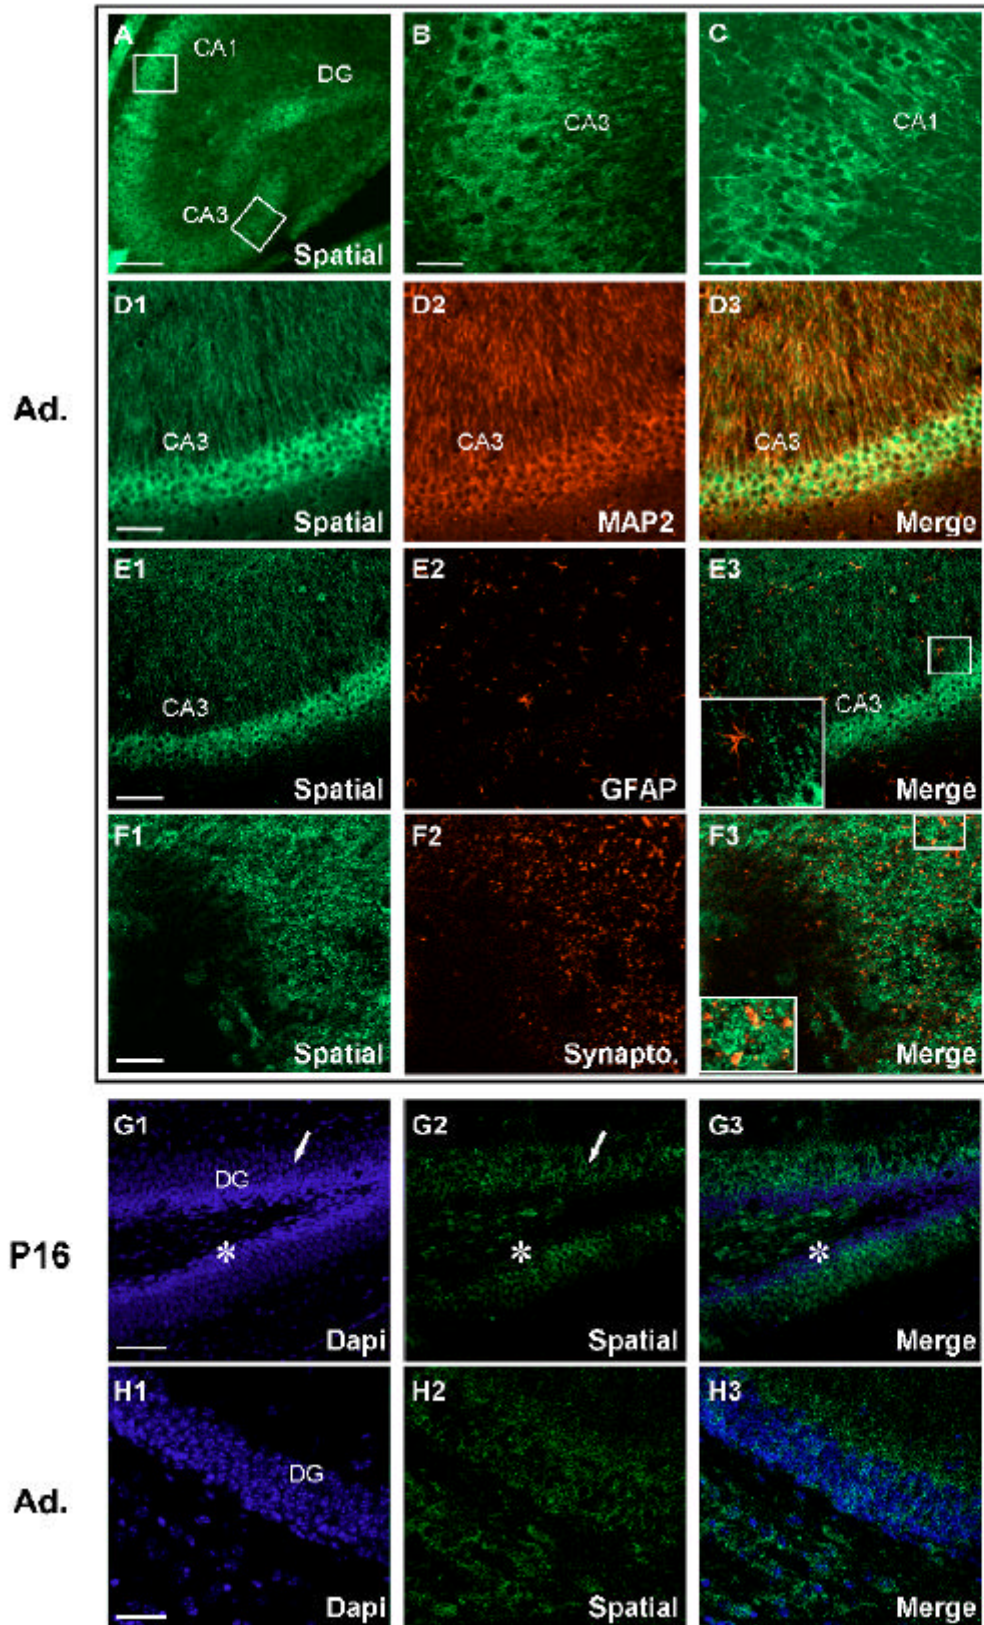 A
CA1
DG
CA3
Spatial
B
CA3
C
CA1
Ad.
D1
CA3
Spatial
D2
CA3
MAP2
D3
CA3
Merge
E1
CA3
Spatial
E2
GFAP
E3
CA3
Merge
F1
Spatial
F2
Synapto.
F3
Merge
P16
G1
DG
*
Dapi
G2
*
Spatial
G3
*
Merge
Ad.
H1
DG
Dapi
H2
Spatial
H3
Merge